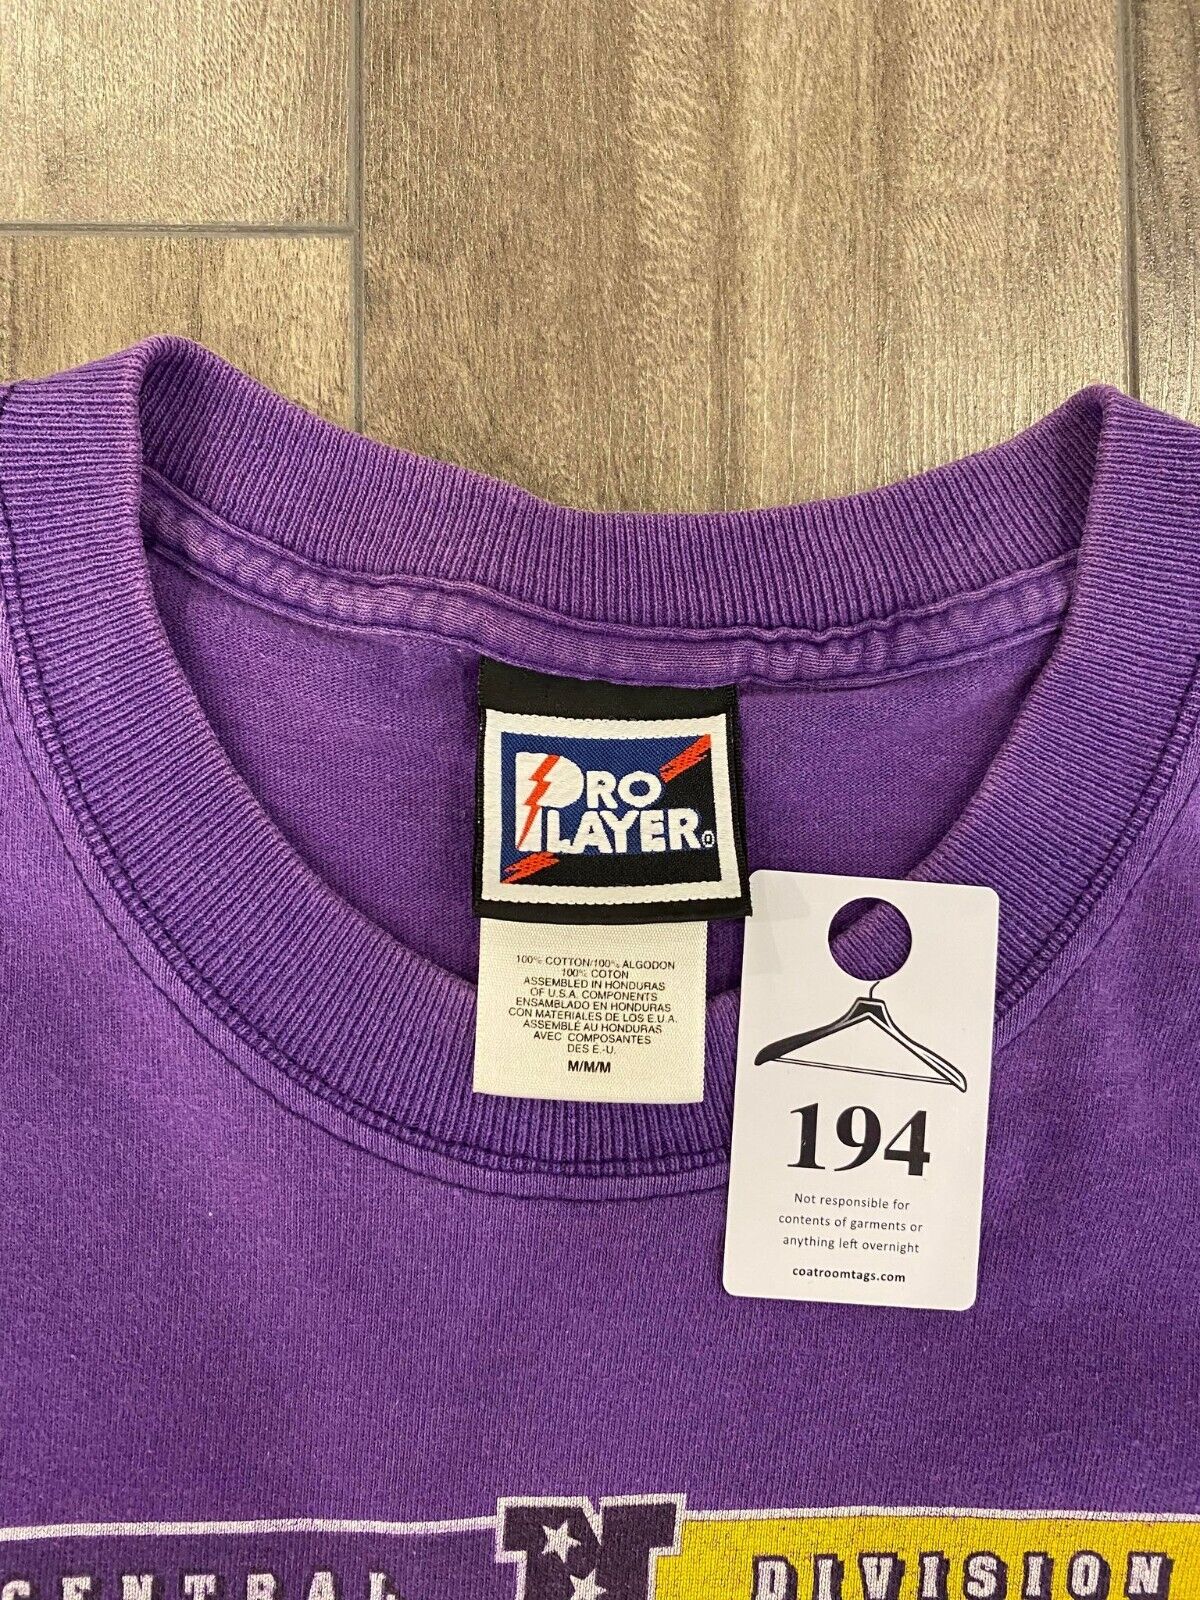 PRO
PLAYER
100% COTTON/100% ALGODON
100% COTON
ASSEMBLED IN HONDURAS
OF U.S.A. COMPONENTS
ENSAMBLADO EN HONDURAS
CON MATERIALES DE LOS E.U.A.
ASSEMBLÉ AU HONDURAS
AVEC COMPOSANTES
DES É.-U.
M/M/M
194
Not responsible for
contents of garments or
anything left overnight
coatroomtags.com
CENTRAL N DIVISION